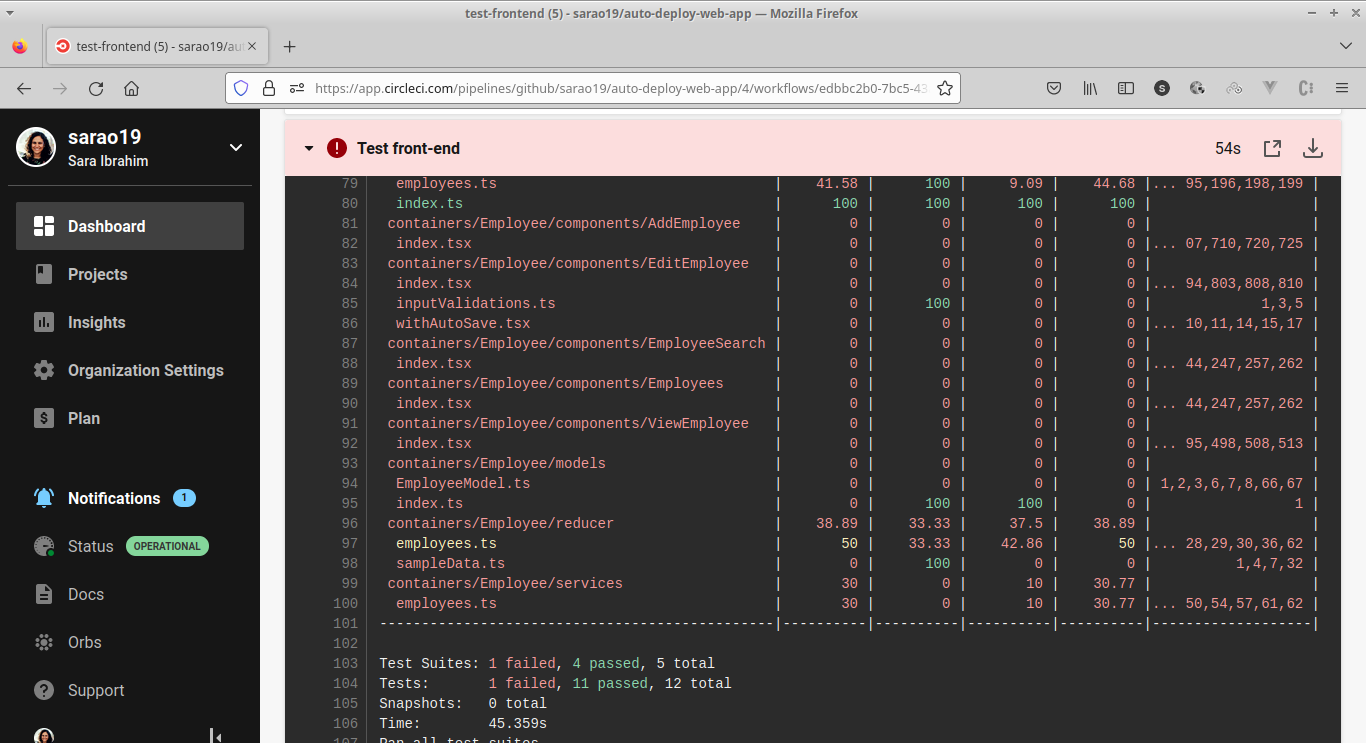 test-frontend (5) - sarao19/auto-deploy-web-app — Mozilla Firefox
test-frontend (5) - sarao19/au
https://app.circleci.com/pipelines/github/sarao19/auto-deploy-web-app/4/workflows/edbbc2b0-7bc5-43
sarao19
Sara Ibrahim
Dashboard
Projects
Insights
Organization Settings
Plan
Notifications 1
Status OPERATIONAL
Docs
Orbs
Support
Test front-end 54s
79 employees.ts | 41.58 | 100 | 9.09 | 44.68 |... 95,196,198,199 |
80 index.ts | 100 | 100 | 100 | 100 | |
81 containers/Employee/components/AddEmployee | 0 | 0 | 0 | 0 | |
82 index.tsx | 0 | 0 | 0 | 0 |... 07,710,720,725 |
83 containers/Employee/components/EditEmployee | 0 | 0 | 0 | 0 | |
84 index.tsx | 0 | 0 | 0 | 0 |... 94,803,808,810 |
85 inputValidations.ts | 0 | 100 | 0 | 0 | 1,3,5 |
86 withAutoSave.tsx | 0 | 0 | 0 | 0 |... 10,11,14,15,17 |
87 containers/Employee/components/EmployeeSearch | 0 | 0 | 0 | 0 | |
88 index.tsx | 0 | 0 | 0 | 0 |... 44,247,257,262 |
89 containers/Employee/components/Employees | 0 | 0 | 0 | 0 | |
90 index.tsx | 0 | 0 | 0 | 0 |... 44,247,257,262 |
91 containers/Employee/components/ViewEmployee | 0 | 0 | 0 | 0 | |
92 index.tsx | 0 | 0 | 0 | 0 |... 95,498,508,513 |
93 containers/Employee/models | 0 | 0 | 0 | 0 | |
94 EmployeeModel.ts | 0 | 0 | 0 | 0 | 1,2,3,6,7,8,66,67 |
95 index.ts | 0 | 100 | 100 | 0 | 1 |
96 containers/Employee/reducer | 38.89 | 33.33 | 37.5 | 38.89 | |
97 employees.ts | 50 | 33.33 | 42.86 | 50 |... 28,29,30,36,62 |
98 sampleData.ts | 0 | 100 | 0 | 0 | 1,4,7,32 |
99 containers/Employee/services | 30 | 0 | 10 | 30.77 | |
100 employees.ts | 30 | 0 | 10 | 30.77 |... 50,54,57,61,62 |
101 -----------------------------------------------|----------|----------|----------|----------|-------------------|
102
103 Test Suites: 1 failed, 4 passed, 5 total
104 Tests: 1 failed, 11 passed, 12 total
105 Snapshots: 0 total
106 Time: 45.359s
107 Ran all test suites.